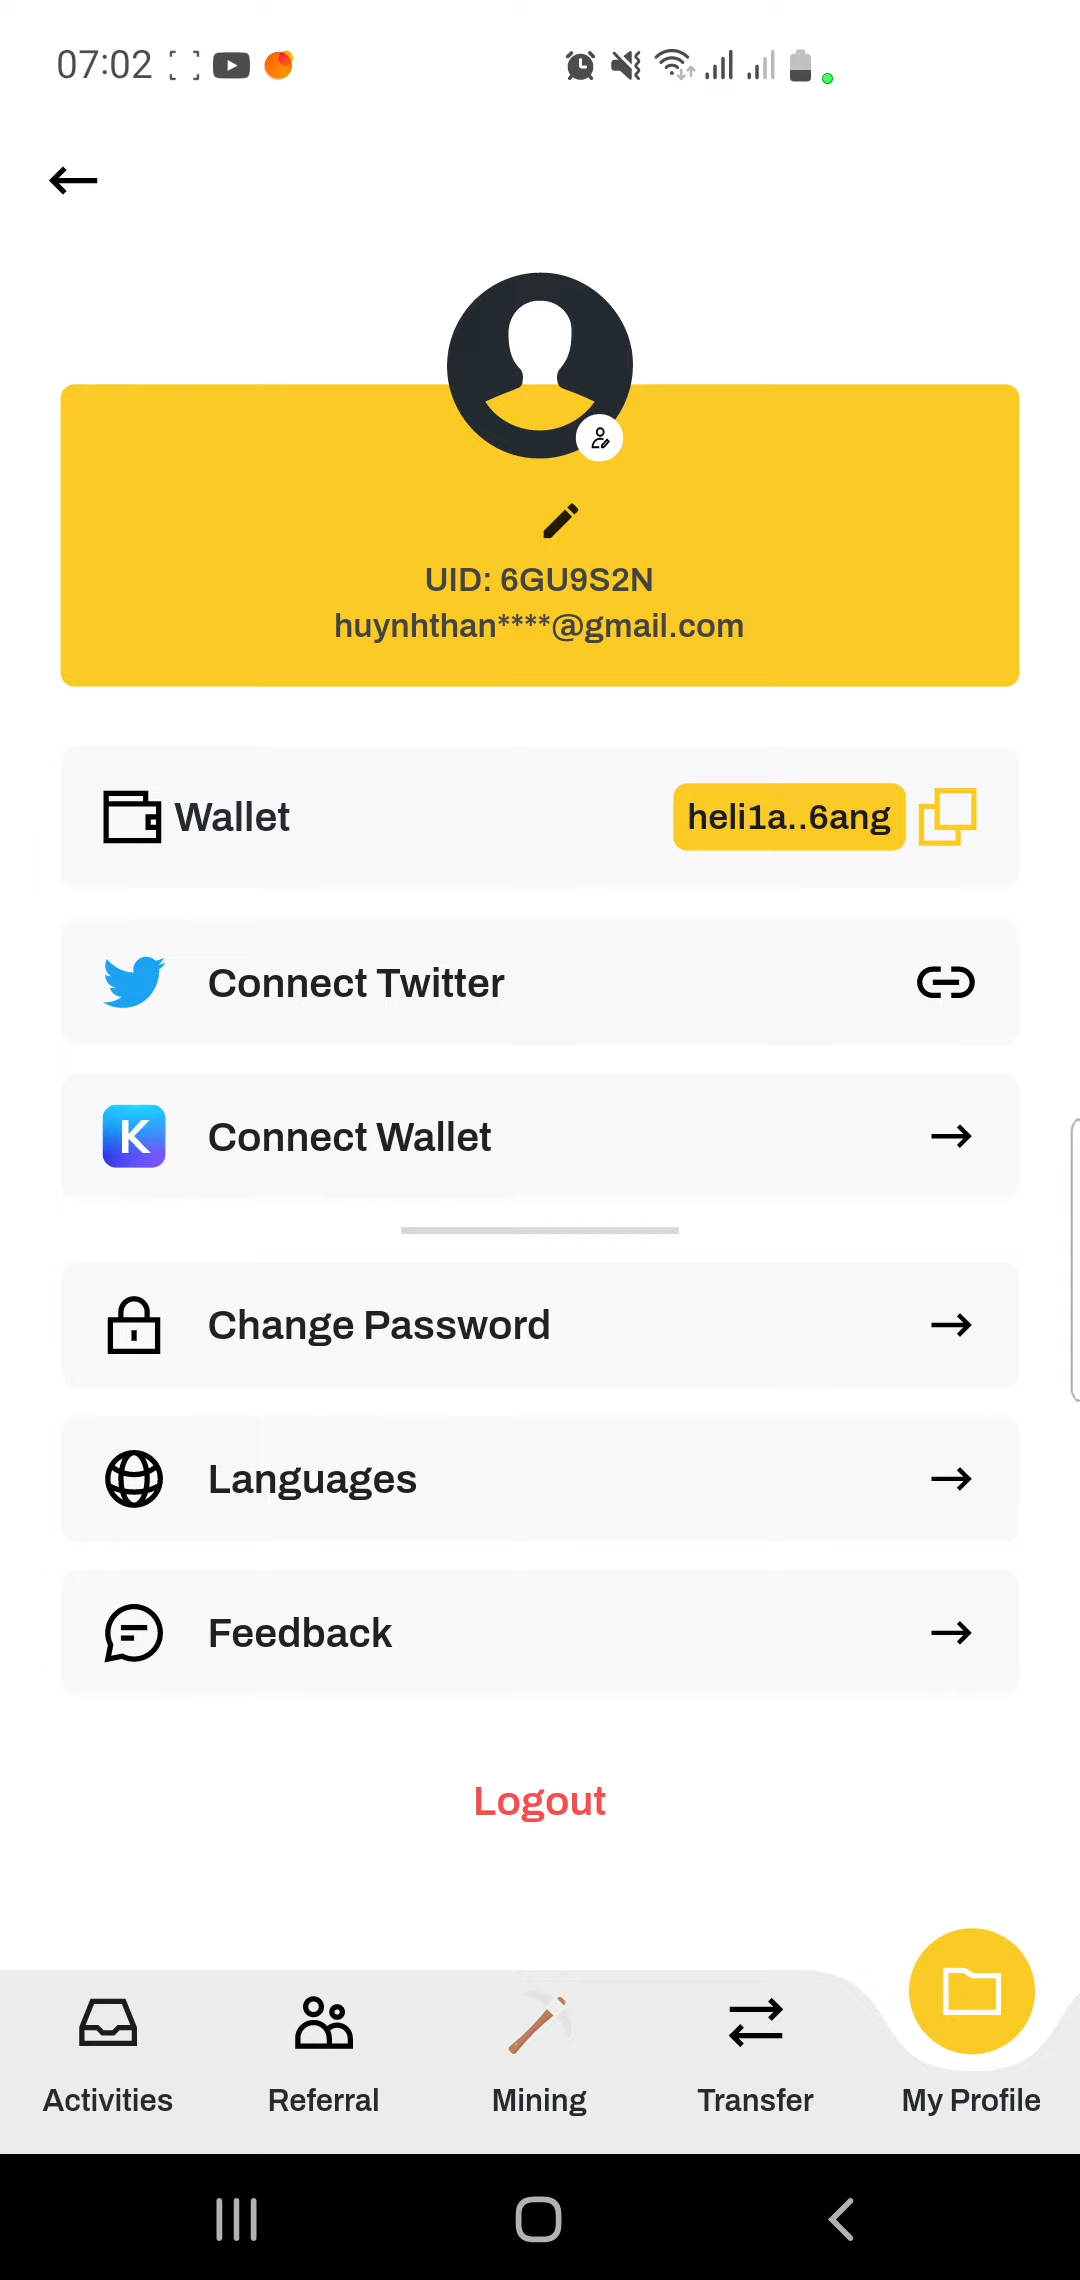 07:02
UID: 6GU9S2N
huynhthan****@gmail.com
Wallet
heli1a..6ang
Connect Twitter
K
Connect Wallet
Change Password
Languages
Feedback
Logout
Activities
Referral
Mining
Transfer
My Profile